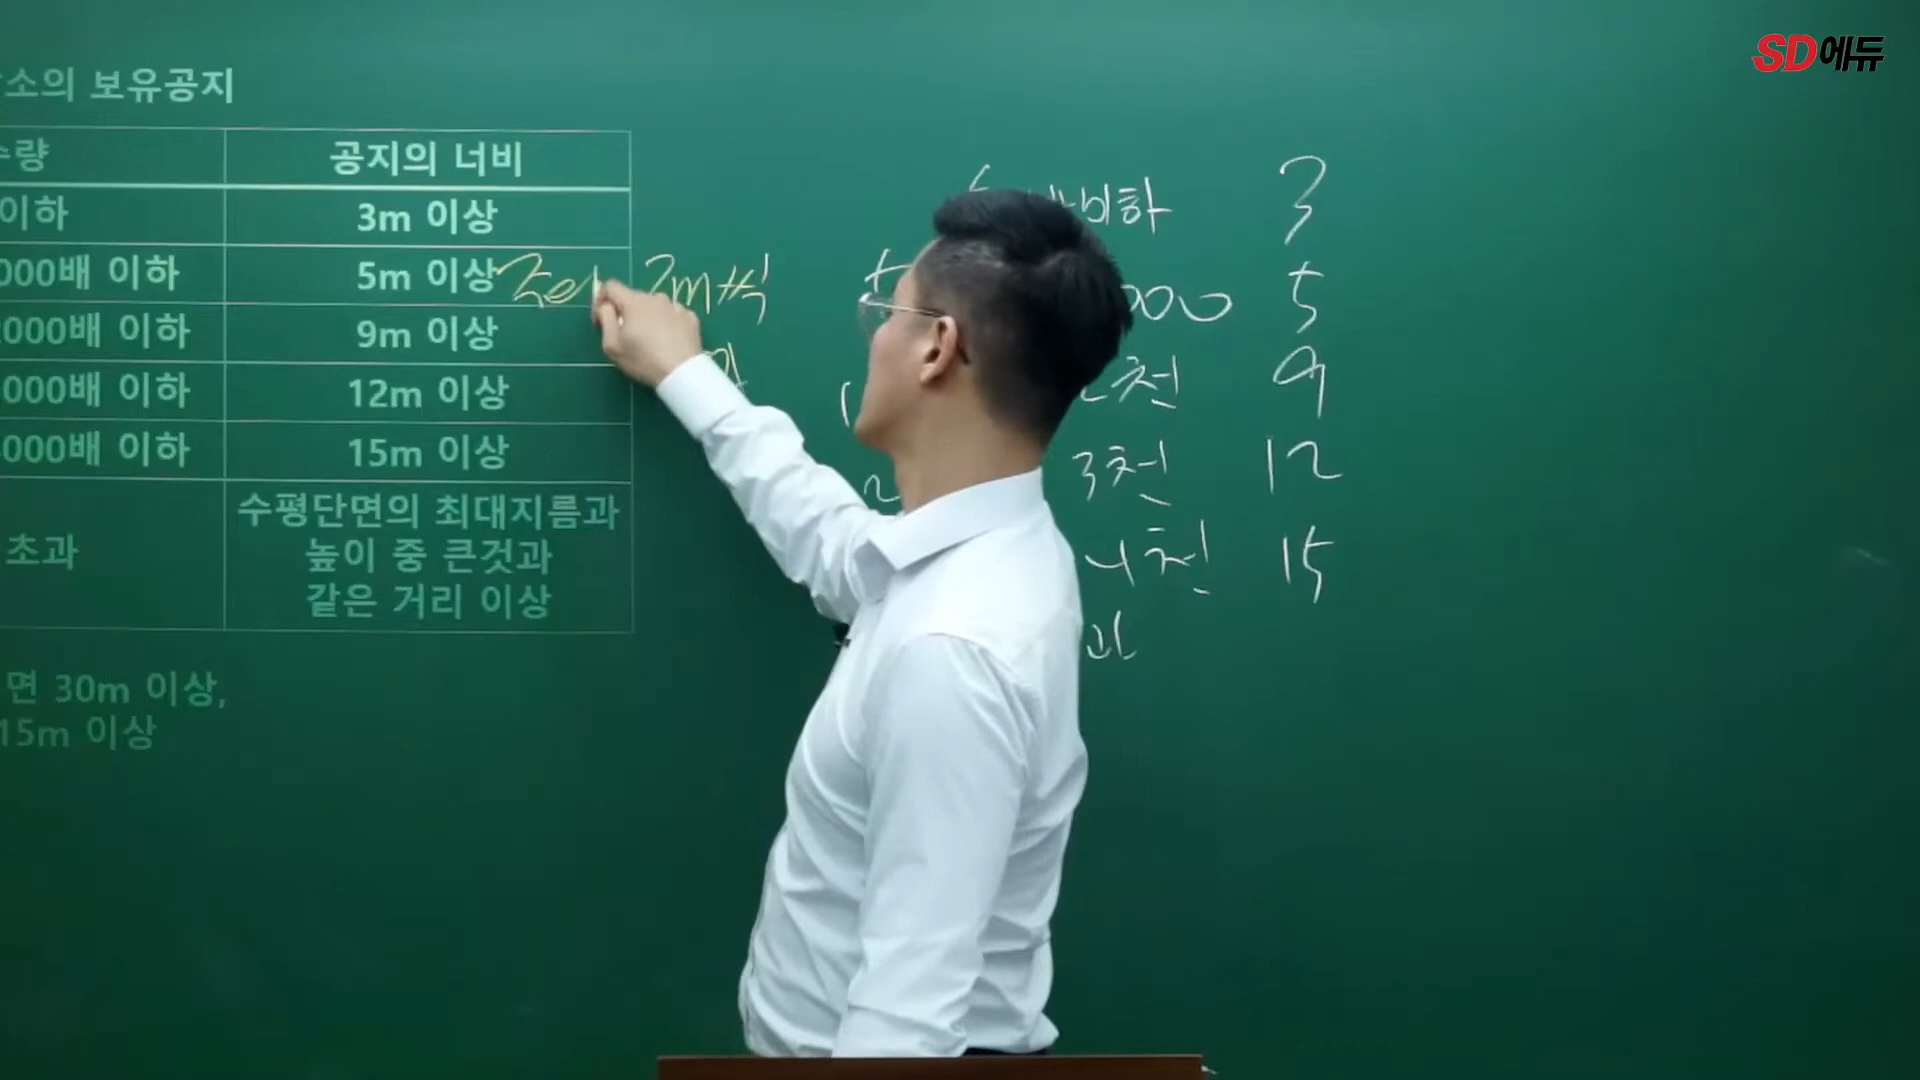 SD에듀
소의 보유공지
량 공지의 너비
이하 3m 이상
000배 이하 5m 이상
000배 이하 9m 이상
000배 이하 12m 이상
000배 이하 15m 이상
초과 수평단면의 최대지름과
높이 중 큰것과
같은 거리 이상
면 30m 이상,
15m 이상
3
000 5
천 9
3천 12
4천 15
과